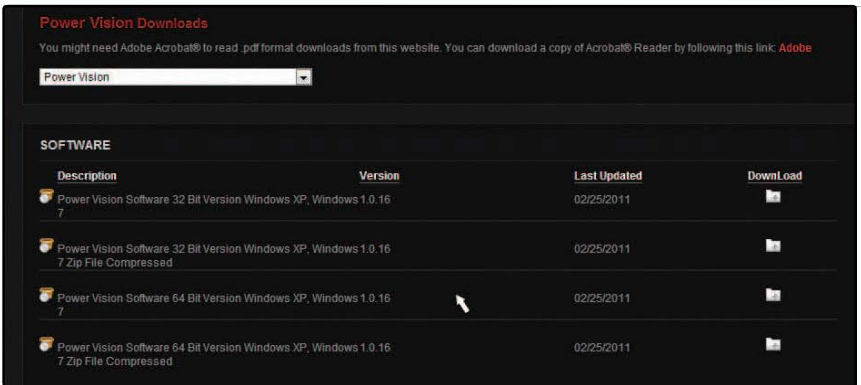 Power Vision Downloads
You might need Adobe Acrobat® to read .pdf format downloads from this website. You can download a copy of Acrobat® Reader by following this link: Adobe
Power Vision
SOFTWARE
Description Version Last Updated DownLoad
Power Vision Software 32 Bit Version Windows XP, Windows 1.0.16 02/25/2011
7
Power Vision Software 32 Bit Version Windows XP, Windows 1.0.16 02/25/2011
7 Zip File Compressed
Power Vision Software 64 Bit Version Windows XP, Windows 1.0.16 02/25/2011
7
Power Vision Software 64 Bit Version Windows XP, Windows 1.0.16 02/25/2011
7 Zip File Compressed